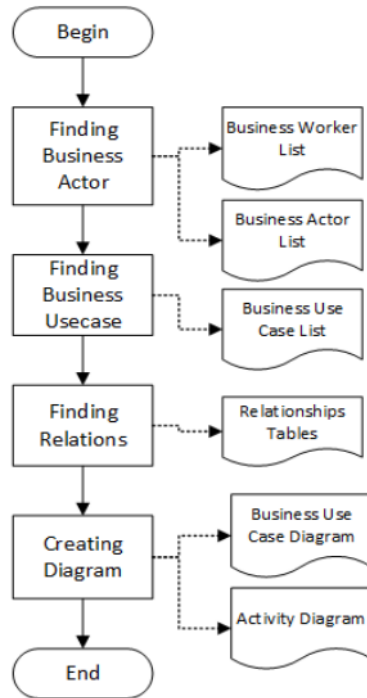 Begin
Finding
Business
Actor
Business Worker
List
Business Actor
List
Finding
Business
Usecase
Business Use
Case List
Finding
Relations
Relationships
Tables
Creating
Diagram
Business Use
Case Diagram
Activity Diagram
End